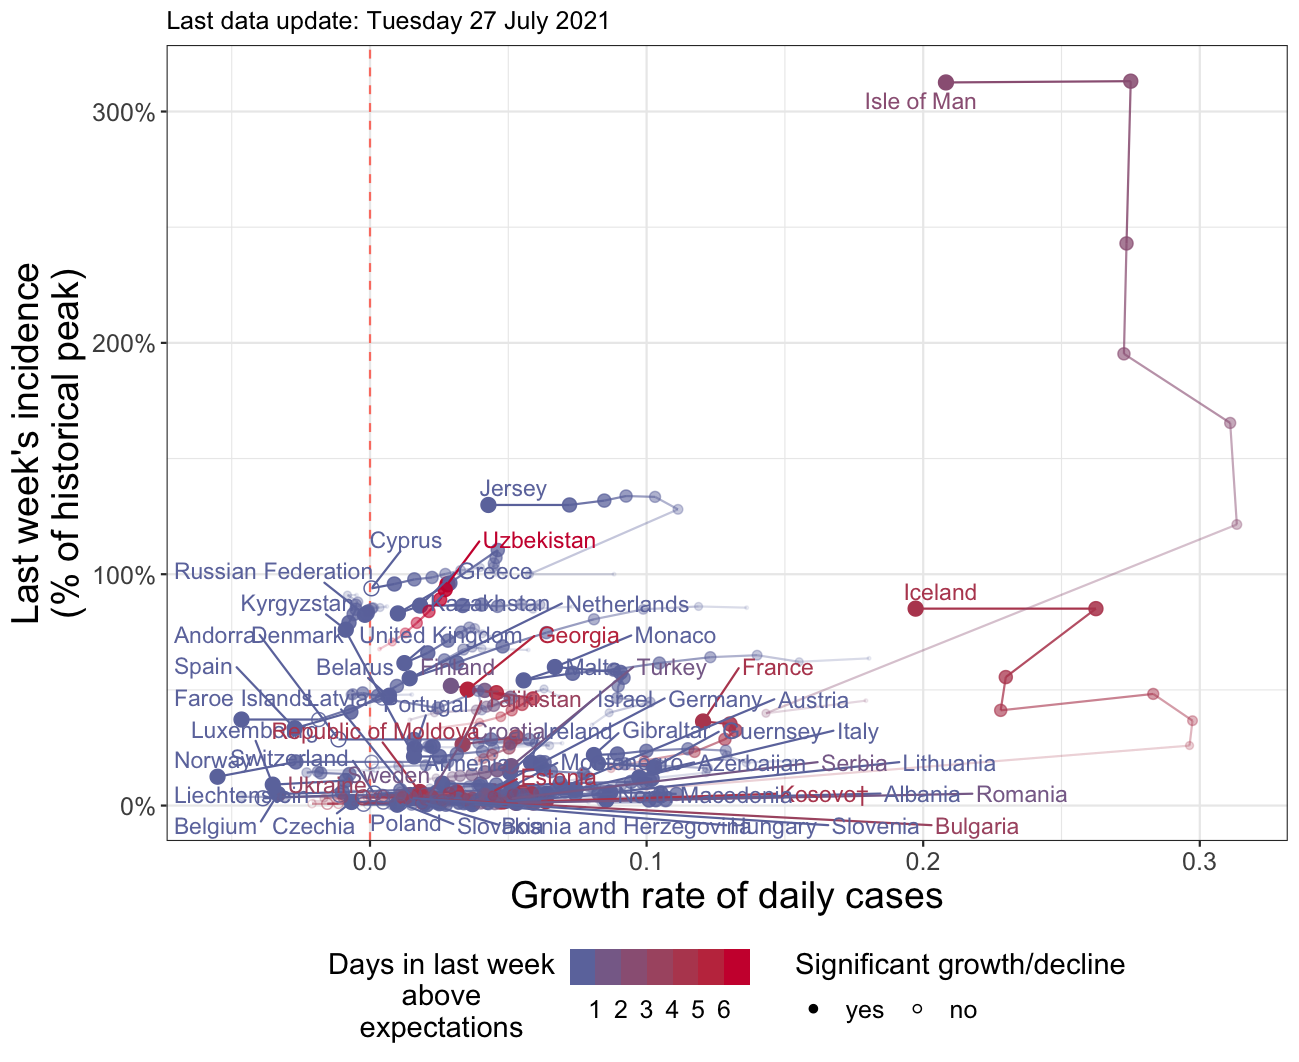 Last data update: Tuesday 27 July 2021
Last week's incidence
(% of historical peak)
300%
200%
100%
0%
Isle of Man
Jersey
Cyprus
Uzbekistan
Russian Federation
Greece
Iceland
Kyrgyzstan
Kazakhstan
Netherlands
Andorra
Denmark
United Kingdom
Georgia
Monaco
Spain
Belarus
Finland
Malta
Turkey
France
Faroe Islands
Latvia
Portugal
Israel
Germany
Austria
Republic of Moldova
Croatia
Ireland
Gibraltar
Guernsey
Italy
Norway
Switzerland
Armenia
Azerbaijan
Serbia
Lithuania
Sweden
Estonia
Ukraine
Liechtenstein
Macedonia
Kosovo†
Albania
Romania
Belgium
Czechia
Poland
Slovakia
Bosnia and Herzegovina
Hungary
Slovenia
Bulgaria
0.0
0.1
0.2
0.3
Growth rate of daily cases
Days in last week
above
expectations
1 2 3 4 5 6
Significant growth/decline
yes
no